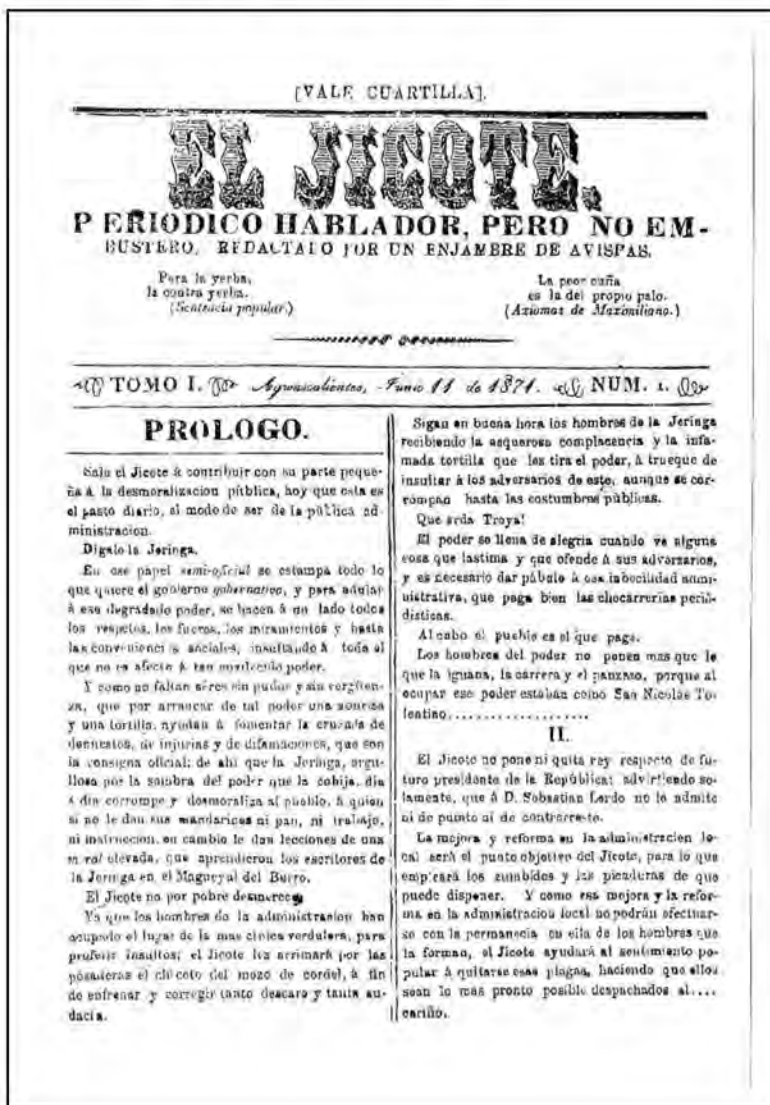 [VALE CUARTILLA].
EL JICOTE.
PERIODICO HABLADOR, PERO NO EM-
BUSTERO, REDACTADO POR UN ENJAMBRE DE AVISPAS.
Para la yerba,
la contra yerba.
(Sentencia popular.)
La peor cuña
es la del propio palo.
(Axiomas de Maximiliano.)
TOMO I. Aguascalientes, Junio 11 de 1871. NUM. 1.
PROLOGO.
Sale el Jicote á contribuir con su parte peque-
ña á la desmoralizacion pública, hoy que esta es
el pasto diario, el modo de ser de la pública ad-
ministracion.
Digalo la Jeringa.
En ese papel semi-oficial se estampa todo lo
que quiere el gobierno gobernativo, y para adular
á ese degradado poder, se hacen á un lado todos
los respetos, los fueros, los miramientos y hasta
las conveniencias sociales, insultando á todo el
que no es afecto á tan envilecido poder.
Y como no faltan séres sin pudor y sin vergüen-
za, que por arrancar de tal poder una sonrisa
y una tortilla, ayudan á fomentar la cruzada de
denuestos, de injurias y de difamaciones, que son
la consigna oficial; de ahi que la Jeringa, orgu-
llosa por la sombra del poder que la cobija, dia
á dia corrompe y desmoraliza al pueblo, á quien
si no le dan sus mandarines ni pan, ni trabajo,
ni instruccion, en cambio le dan lecciones de una
moral elevada, que aprendieron los escritores de
la Jeringa en el Magueyal del Burro.
El Jicote no por pobre desmerece
Ya que los hombres de la administracion han
ocupado el lugar de la mas cínica verdulera, para
proferir insultos; el Jicote les arrimará por las
posaderas el chicote del mozo de cordel, á fin
de enfrenar y corregir tanto descaro y tanta au-
dacia.
Sigan en buena hora los hombres de la Jeringa
recibiendo la asquerosa complacencia y la infa-
mada tortilla que les tira el poder, á trueque de
insultar á los adversarios de este, aunque se cor-
rompan hasta las costumbres públicas.
Que arda Troya!
El poder se llena de alegria cuando ve alguna
cosa que lastima y que ofende á sus adversarios,
y es necesario dar pábulo á esa imbecilidad admi-
nistrativa, que paga bien las chocarrerías perió-
disticas.
Al cabo el pueblo es el que paga.
Los hombres del poder no ponen mas que lo
que la iguana, la carrera y el panzaso, porque al
ocupar ese poder estaban como San Nicolas To-
lentino....................
II.
El Jicote no pone ni quita rey respecto de fu-
turo presidente de la República: advirtiendo so-
lamente, que á D. Sebastian Lerdo no le admite
ni de punto ni de contrarresto.
La mejora y reforma en la administracion lo-
cal será el punto objetivo del Jicote, para lo que
empleará los zumbidos y las picaduras de que
puede disponer. Y como esa mejora y la refor-
ma en la administracion local no podrán efectuar-
se con la permanecia en ella de los hombres que
la forman, el Jicote ayudará al sentimiento po-
pular á quitarse esas plagas, haciendo que ellos
sean lo mas pronto posible despachados al....
cariño.